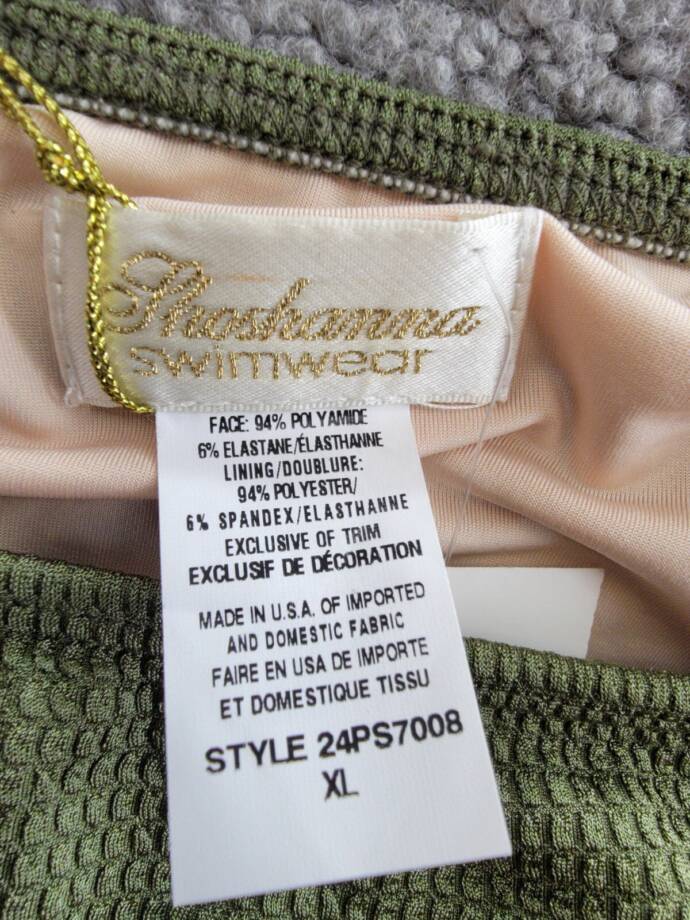 Shoshanna
swimwear
FACE: 94% POLYAMIDE
6% ELASTANE/ÉLASTHANNE
LINING/DOUBLURE:
94% POLYESTER/
6% SPANDEX/ELASTHANNE
EXCLUSIVE OF TRIM
EXCLUSIF DE DÉCORATION
MADE IN U.S.A. OF IMPORTED
AND DOMESTIC FABRIC
FAIRE EN USA DE IMPORTE
ET DOMESTIQUE TISSU
STYLE 24PS7008
XL